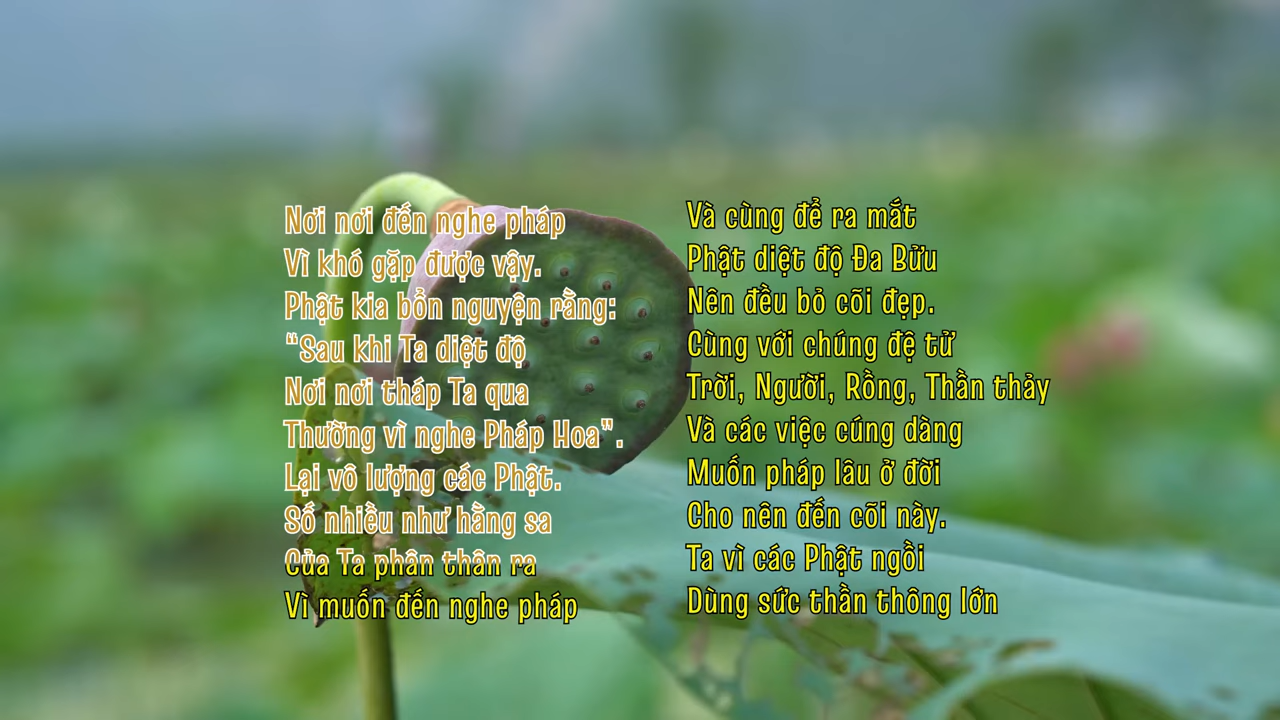 Nơi nơi đến nghe pháp
Vì khó gặp được vậy.
Phật kia bổn nguyện rằng:
“Sau khi Ta diệt độ
Nơi nơi tháp Ta qua
Thường vì nghe Pháp Hoa”.
Lại vô lượng các Phật.
Số nhiều như hằng sa
Của Ta phân thân ra
Vì muốn đến nghe pháp
Và cùng để ra mắt
Phật diệt độ Đa Bửu
Nên đều bỏ cõi đẹp.
Cùng với chúng đệ tử
Trời, Người, Rồng, Thần thảy
Và các việc cúng dàng
Muốn pháp lâu ở đời
Cho nên đến cõi này.
Ta vì các Phật ngồi
Dùng sức thần thông lớn